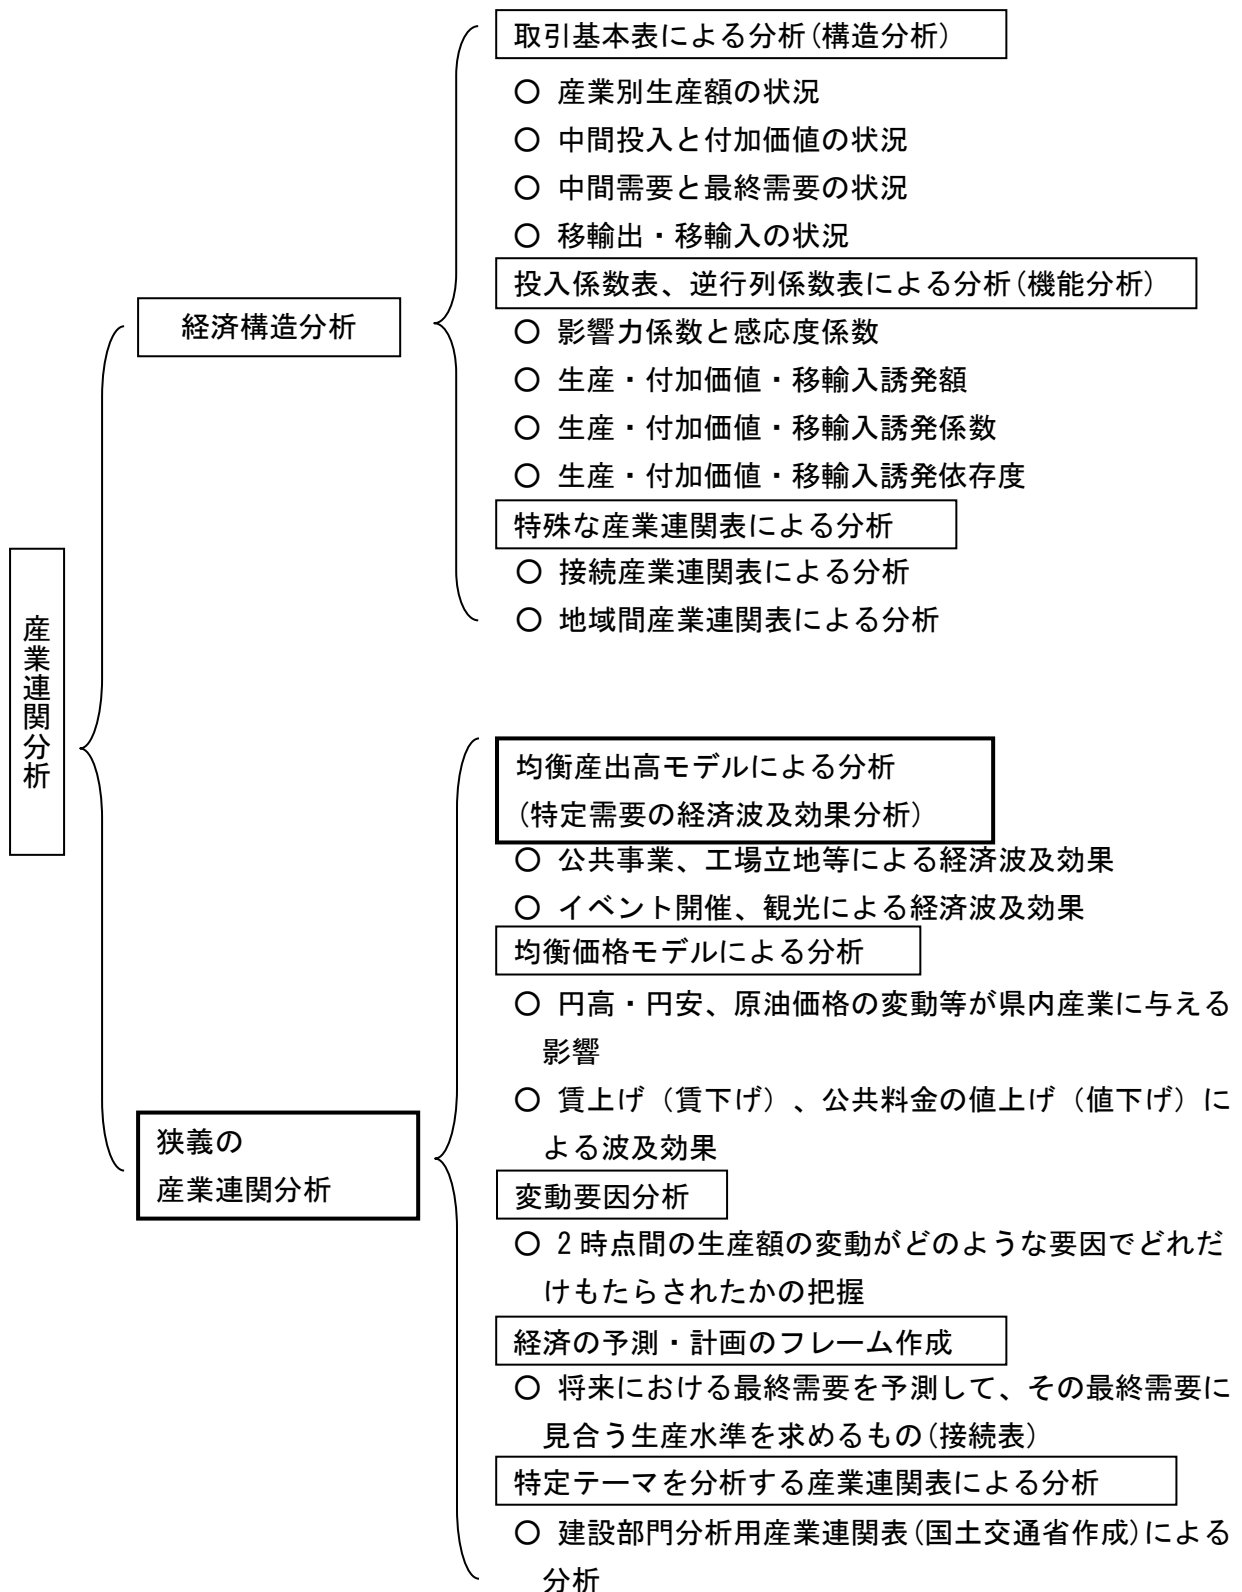 産業連関分析
経済構造分析
取引基本表による分析(構造分析)
○ 産業別生産額の状況
○ 中間投入と付加価値の状況
○ 中間需要と最終需要の状況
○ 移輸出・移輸入の状況
投入係数表、逆行列係数表による分析(機能分析)
○ 影響力係数と感応度係数
○ 生産・付加価値・移輸入誘発額
○ 生産・付加価値・移輸入誘発係数
○ 生産・付加価値・移輸入誘発依存度
特殊な産業連関表による分析
○ 接続産業連関表による分析
○ 地域間産業連関表による分析
狭義の
産業連関分析
均衡産出高モデルによる分析
(特定需要の経済波及効果分析)
○ 公共事業、工場立地等による経済波及効果
○ イベント開催、観光による経済波及効果
均衡価格モデルによる分析
○ 円高・円安、原油価格の変動等が県内産業に与える
影響
○ 賃上げ（賃下げ）、公共料金の値上げ（値下げ）に
よる波及効果
変動要因分析
○ 2時点間の生産額の変動がどのような要因でどれだ
けもたらされたかの把握
経済の予測・計画のフレーム作成
○ 将来における最終需要を予測して、その最終需要に
見合う生産水準を求めるもの(接続表)
特定テーマを分析する産業連関表による分析
○ 建設部門分析用産業連関表(国土交通省作成)による
分析